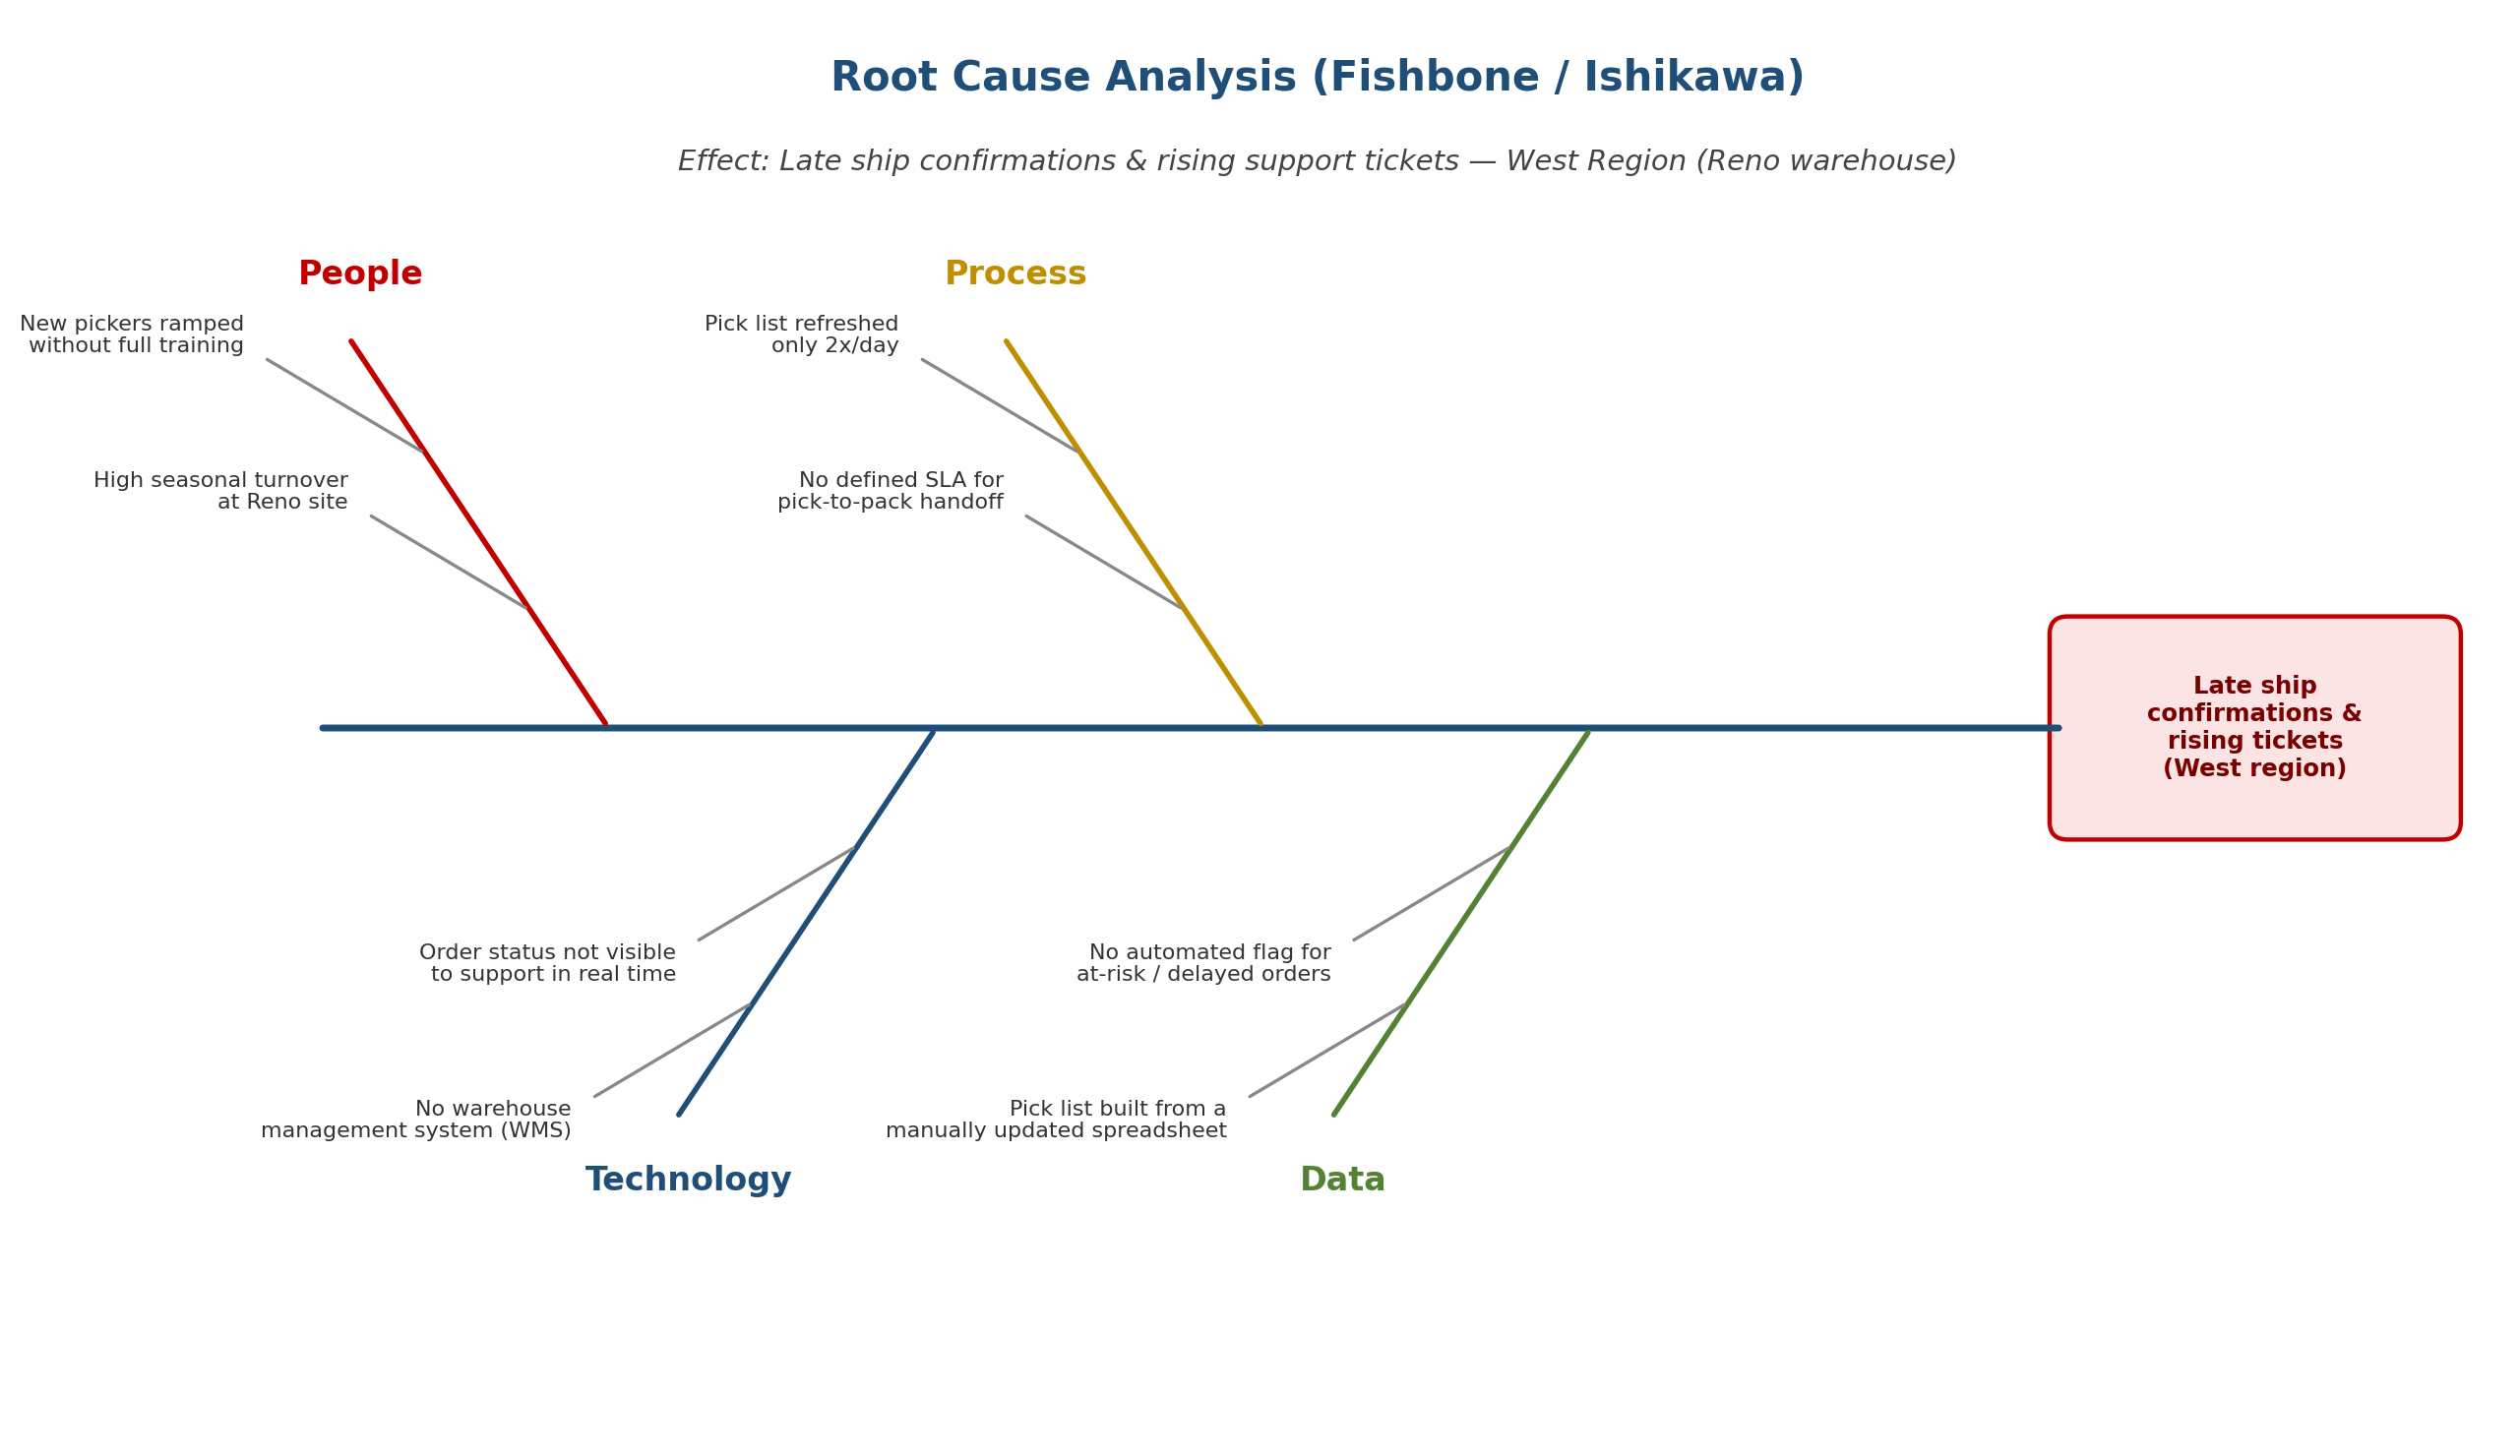 Root Cause Analysis (Fishbone / Ishikawa)
Effect: Late ship confirmations & rising support tickets — West Region (Reno warehouse)
People
New pickers ramped
without full training
High seasonal turnover
at Reno site
Process
Pick list refreshed
only 2x/day
No defined SLA for
pick-to-pack handoff
Late ship
confirmations &
rising tickets
(West region)
Order status not visible
to support in real time
No warehouse
management system (WMS)
Technology
No automated flag for
at-risk / delayed orders
Pick list built from a
manually updated spreadsheet
Data